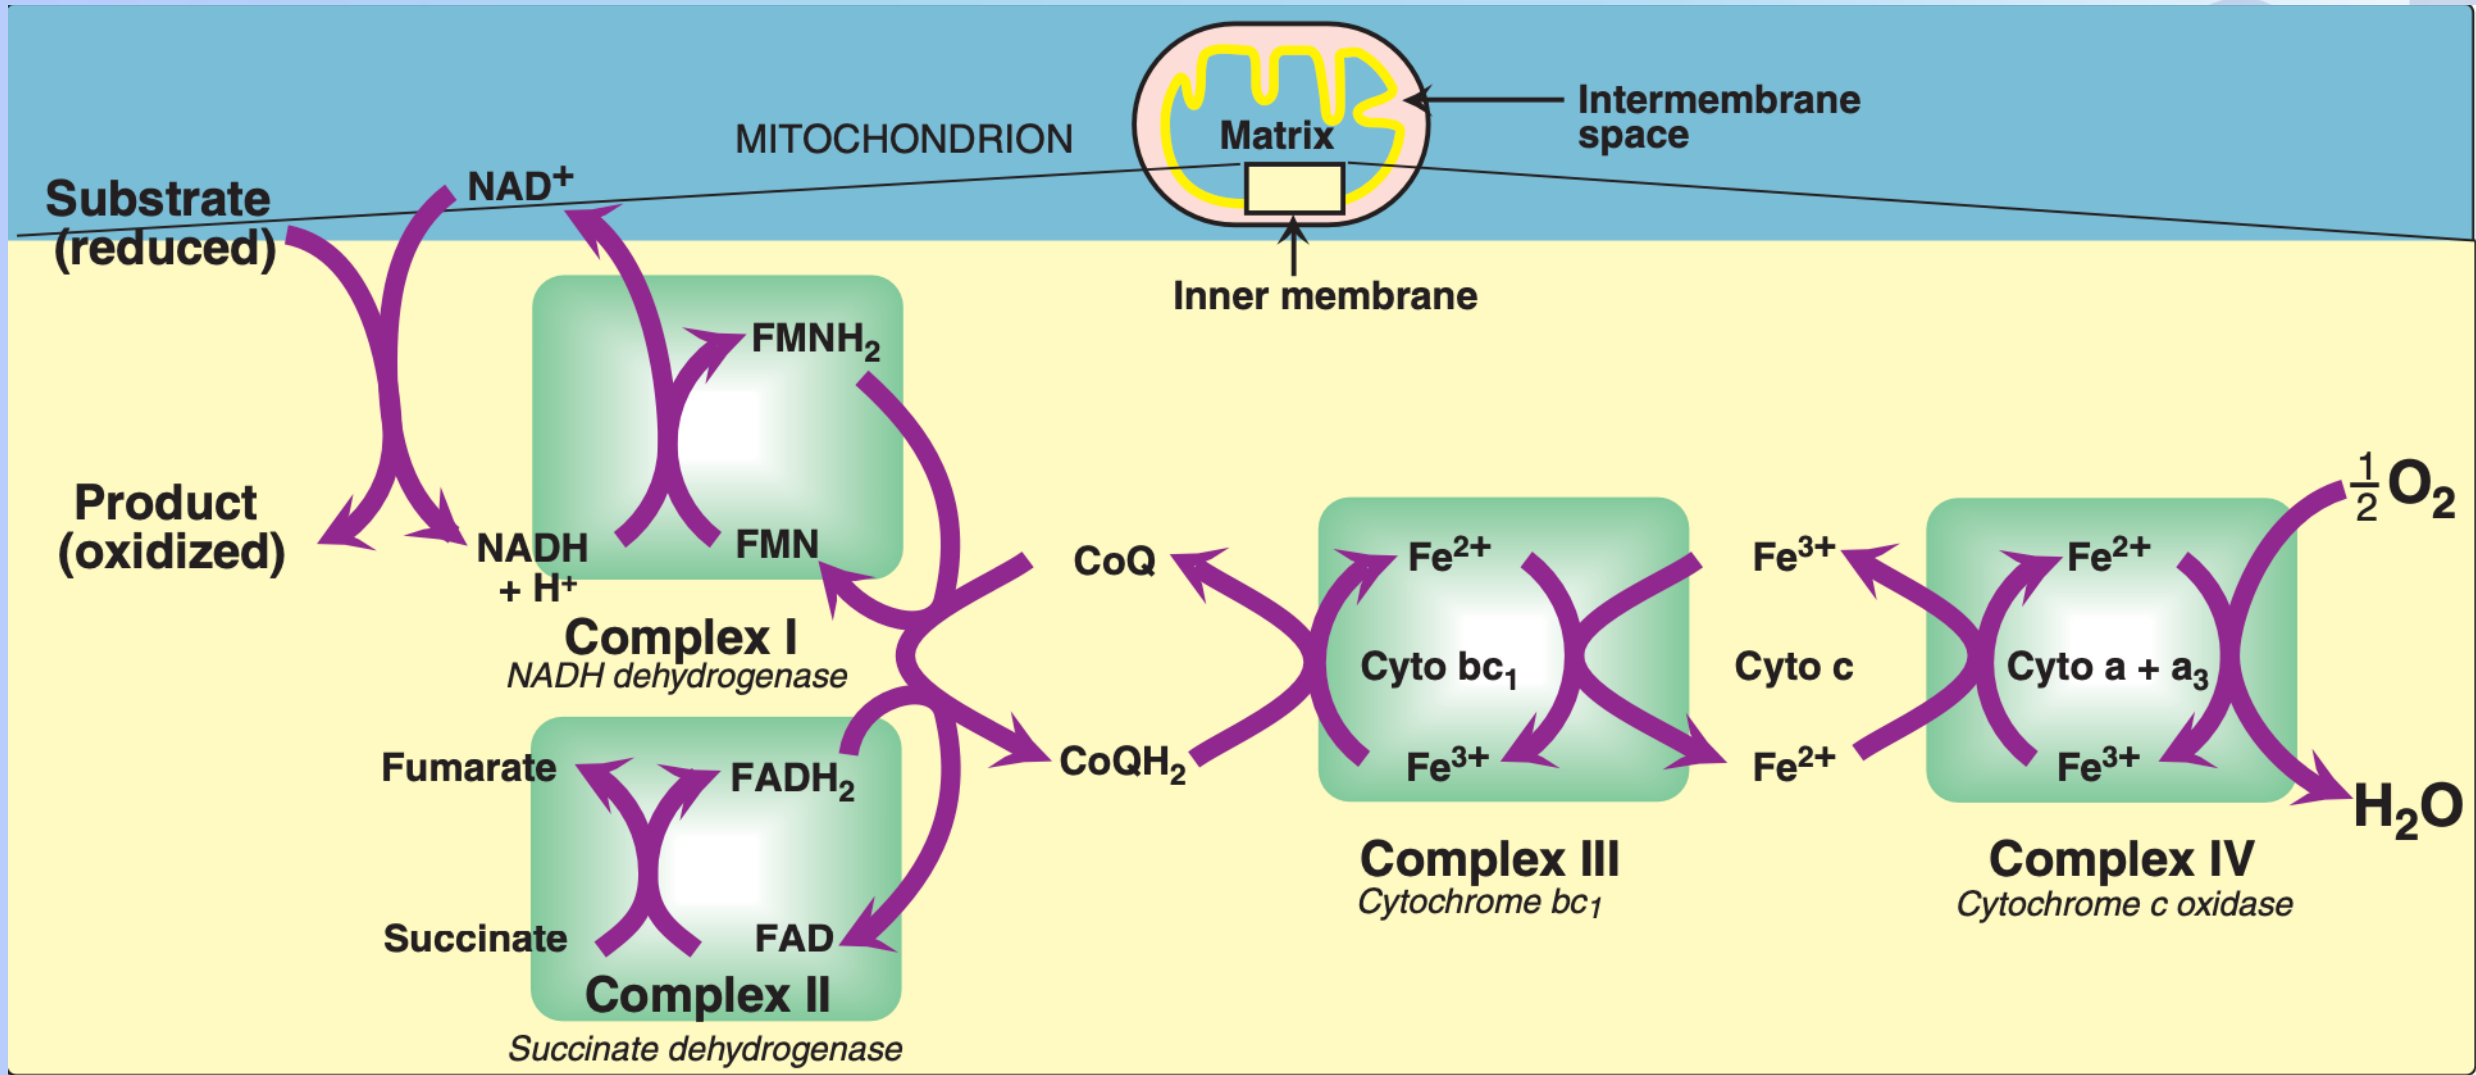 MITOCHONDRION
Matrix
Intermembrane
space
Inner membrane
Substrate
(reduced)
NAD⁺
Product
(oxidized)
NADH
+ H⁺
FMNH₂
FMN
Complex I
NADH dehydrogenase
Fumarate
FADH₂
Succinate
FAD
Complex II
Succinate dehydrogenase
CoQ
CoQH₂
Fe²⁺
Cyto bc₁
Fe³⁺
Complex III
Cytochrome bc₁
Fe³⁺
Cyto c
Fe²⁺
Fe²⁺
Cyto a + a₃
Fe³⁺
Complex IV
Cytochrome c oxidase
½O₂
H₂O